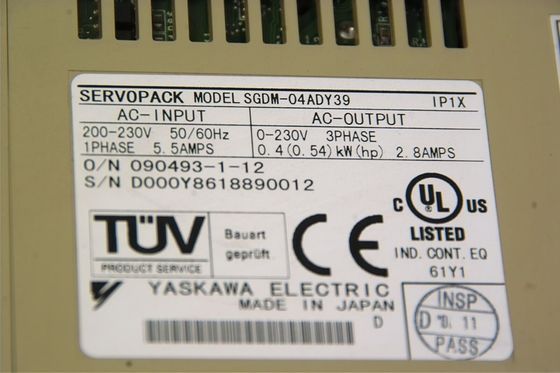 SERVOPACK MODEL SGDM-04ADY39 IP1X
AC-INPUT AC-OUTPUT
200-230V 50/60Hz 0-230V 3PHASE
1PHASE 5.5AMPS 0.4(0.54)kW(hp) 2.8AMPS
O/N 090493-1-12
S/N D000Y8618890012
TÜV
PRODUCT SERVICE
Bauart
geprüft
CE
C UL US
LISTED
IND. CONT. EQ
61Y1
YASKAWA ELECTRIC
MADE IN JAPAN
D
INSP
D 11
PASS